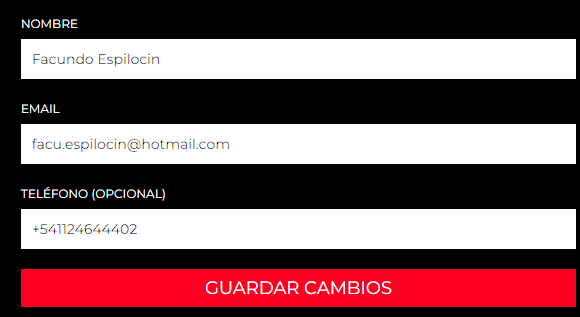 NOMBRE
Facundo Espilocin
EMAIL
facu.espilocin@hotmail.com
TELÉFONO (OPCIONAL)
+541124644402
GUARDAR CAMBIOS